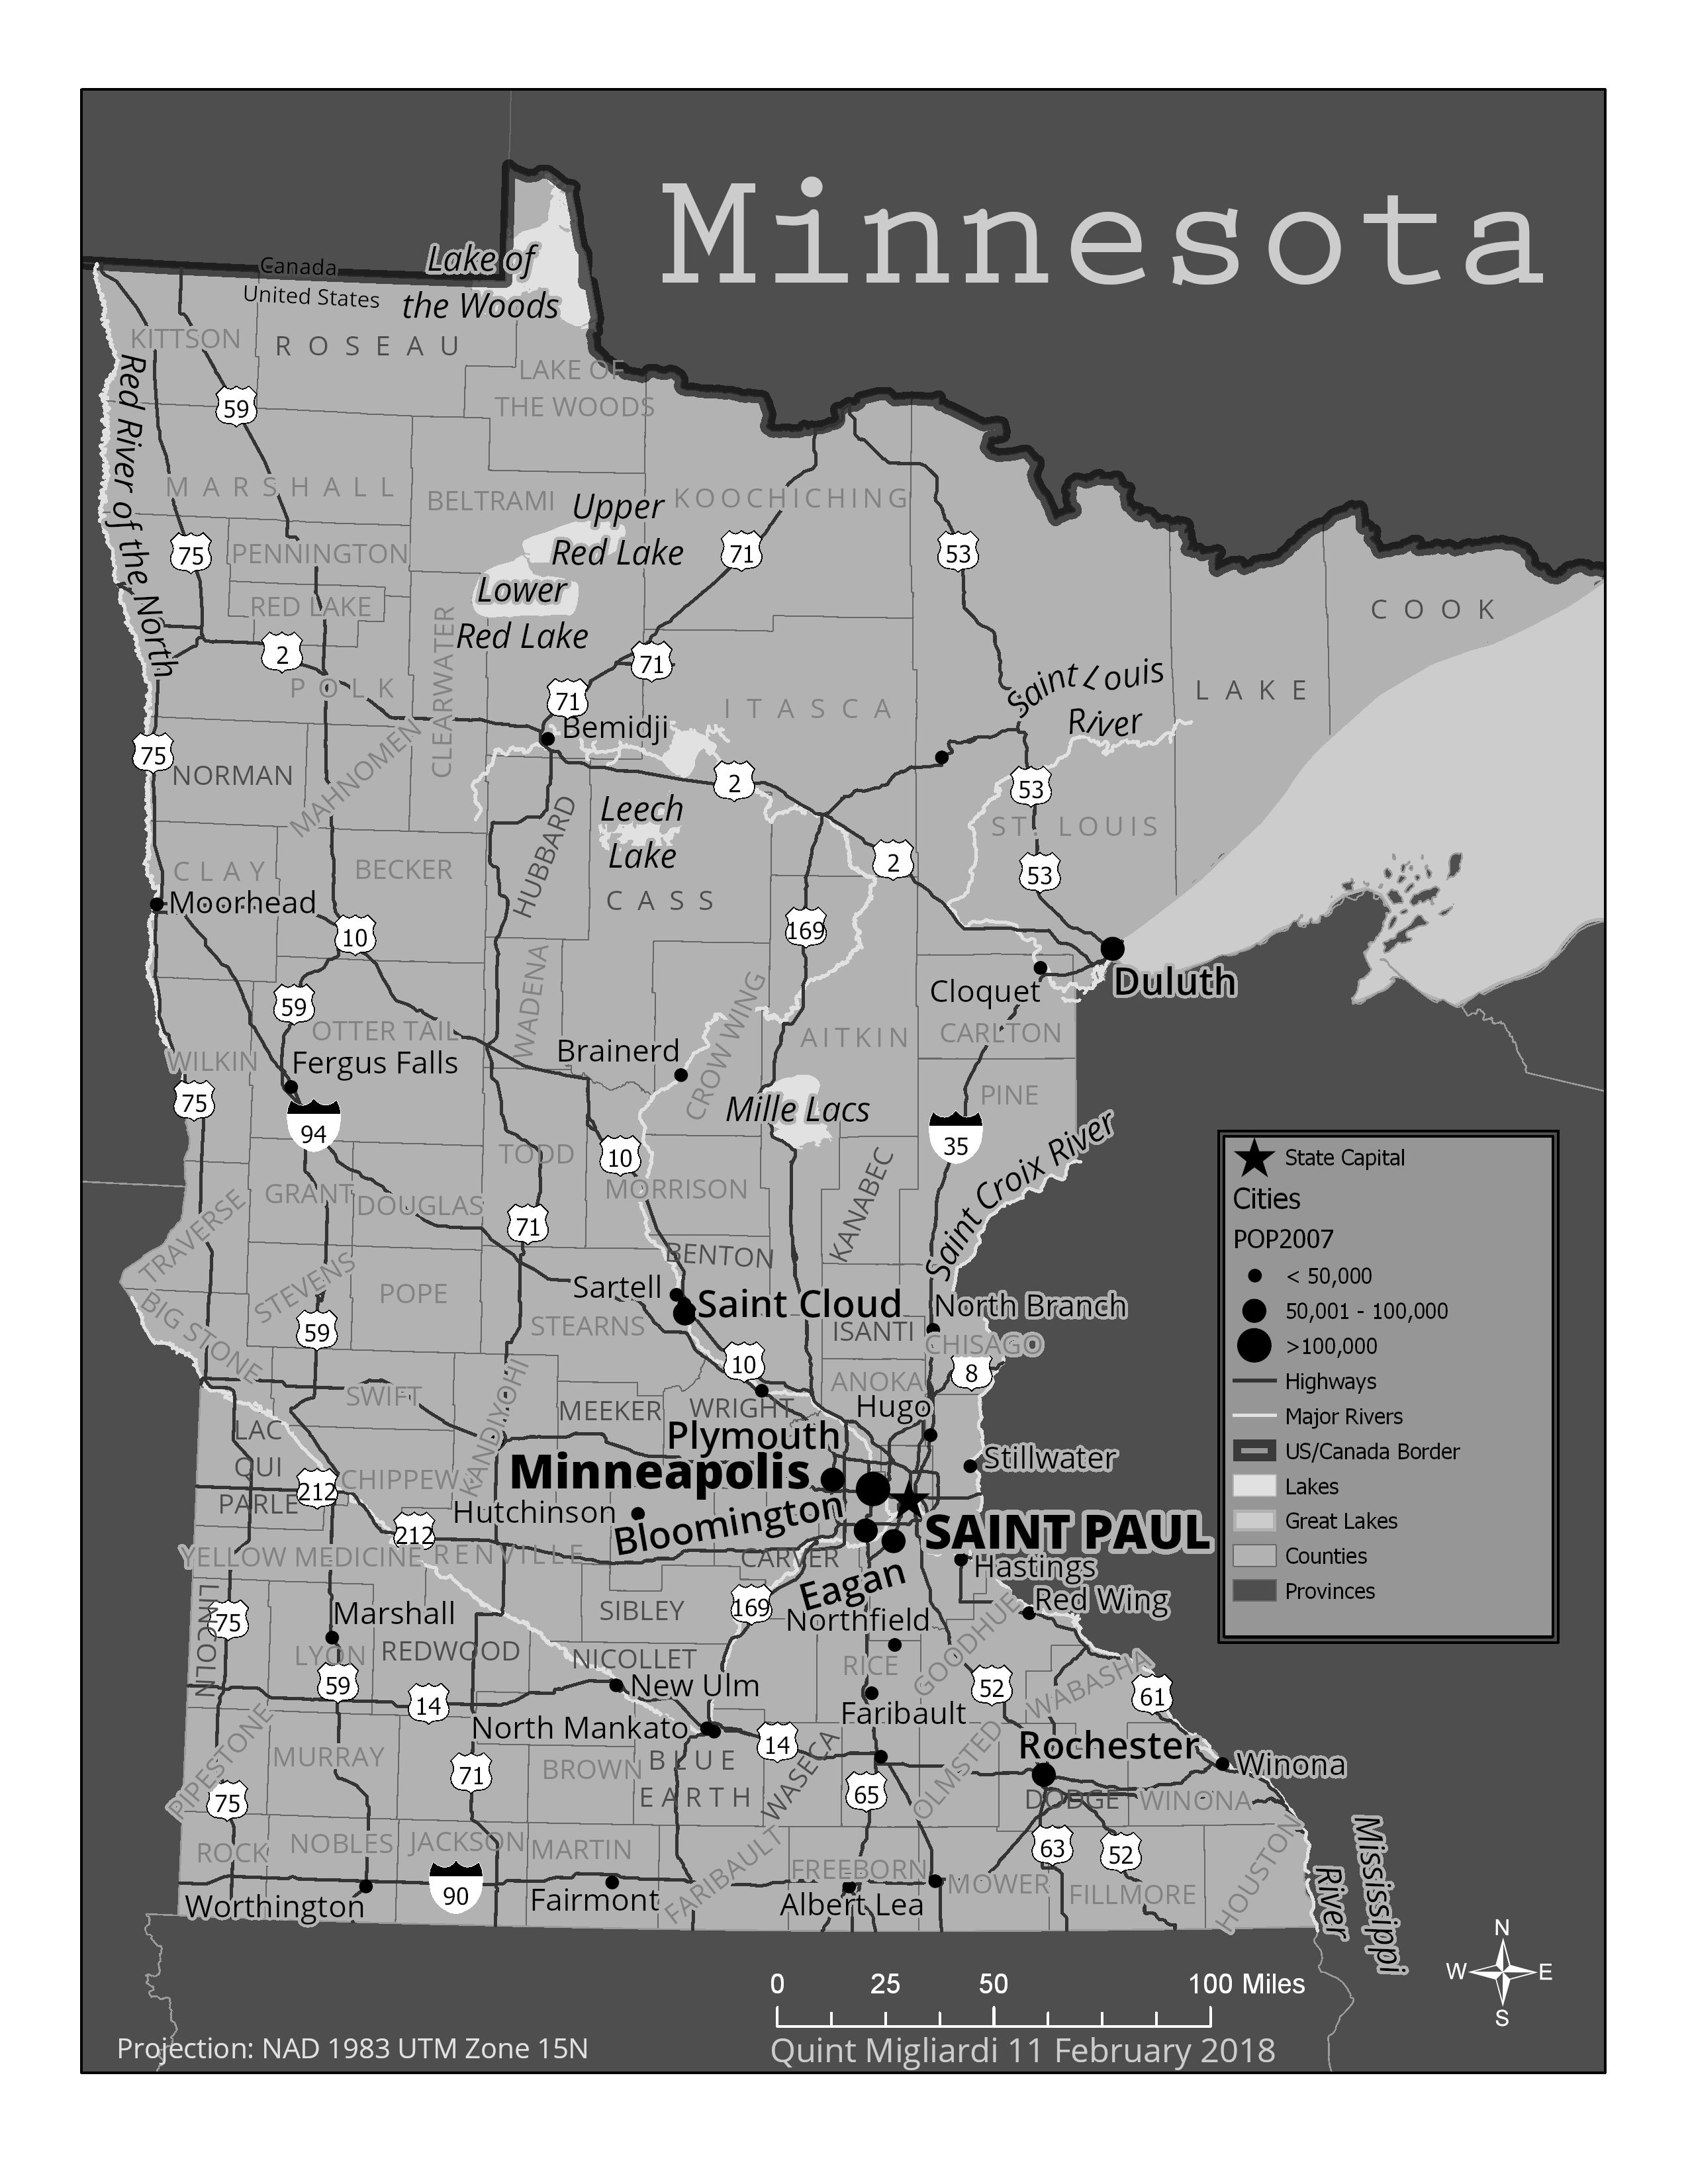 Minnesota
Canada
United States
Lake of
the Woods
KITTSON
ROSEAU
LAKE OF
THE WOODS
59
Red River of the North
MARSHALL
BELTRAMI
Upper
Red Lake
KOOCHICHING
75
PENNINGTON
71
53
Lower
Red Lake
RED LAKE
CLEARWATER
COOK
2
71
POLK
71
ITASCA
Saint Louis
River
LAKE
Bemidji
75
NORMAN
MAHNOMEN
2
53
HUBBARD
Leech
Lake
ST. LOUIS
CLAY
BECKER
2
53
CASS
Moorhead
10
169
Duluth
59
WADENA
CROW WING
Cloquet
OTTER TAIL
AITKIN
CARLTON
WILKIN
Fergus Falls
Brainerd
75
PINE
94
Mille Lacs
35
Saint Croix River
TODD
10
KANABEC
GRANT
DOUGLAS
MORRISON
TRAVERSE
71
BENTON
STEVENS
POPE
Sartell
Saint Cloud
North Branch
BIG STONE
59
STEARNS
ISANTI
CHISAGO
10
8
SWIFT
KANDIYOHI
ANOKA
MEEKER
WRIGHT
Hugo
LAC
QUI
PARLE
Plymouth
Stillwater
212
CHIPPEWA
Minneapolis
Hutchinson
Bloomington
212
SAINT PAUL
YELLOW MEDICINE
RENVILLE
CARVER
Hastings
Eagan
Red Wing
LINCOLN
75
Marshall
SIBLEY
169
Northfield
LYON
REDWOOD
NICOLLET
RICE
GOODHUE
59
New Ulm
52
WABASHA
61
14
North Mankato
Faribault
PIPESTONE
MURRAY
14
WASECA
OLMSTED
Rochester
Winona
71
BROWN
BLUE
EARTH
75
65
DODGE
WINONA
ROCK
NOBLES
JACKSON
MARTIN
FARIBAULT
63
52
HOUSTON
Mississippi
River
90
FREEBORN
MOWER
FILLMORE
Worthington
Fairmont
Albert Lea
State Capital
Cities
POP2007
< 50,000
50,001 - 100,000
>100,000
Highways
Major Rivers
US/Canada Border
Lakes
Great Lakes
Counties
Provinces
N
W
E
S
0 25 50 100 Miles
Projection: NAD 1983 UTM Zone 15N
Quint Migliardi 11 February 2018